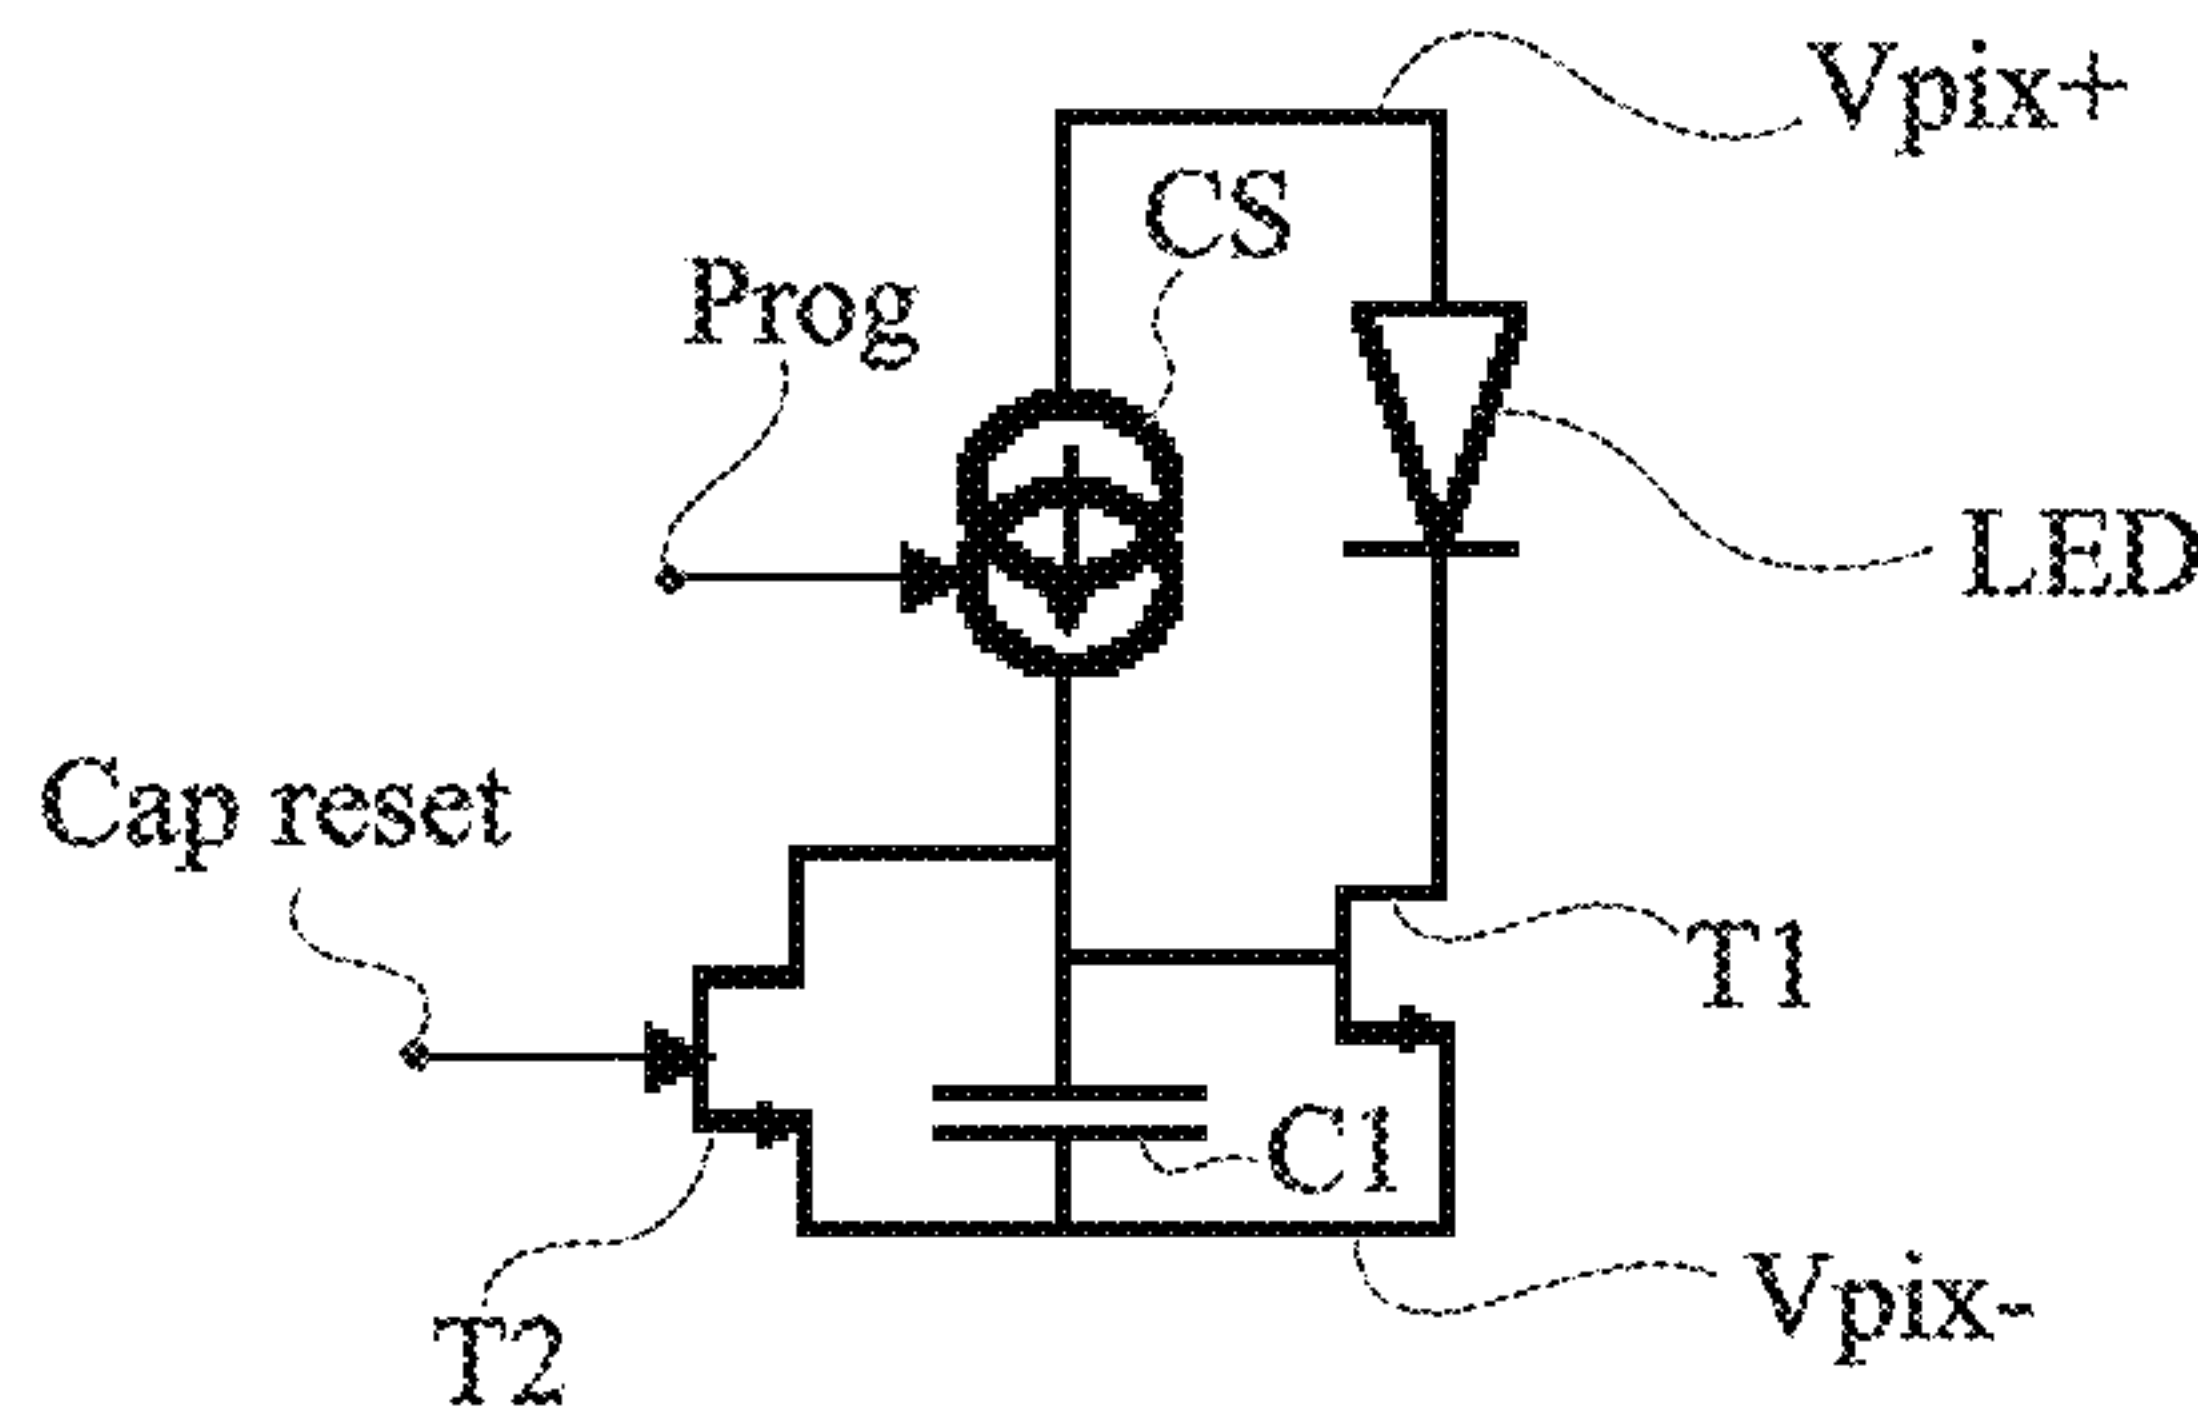 Vpix+
CS
Prog
LED
Cap reset
T1
C1
Vpix-
T2